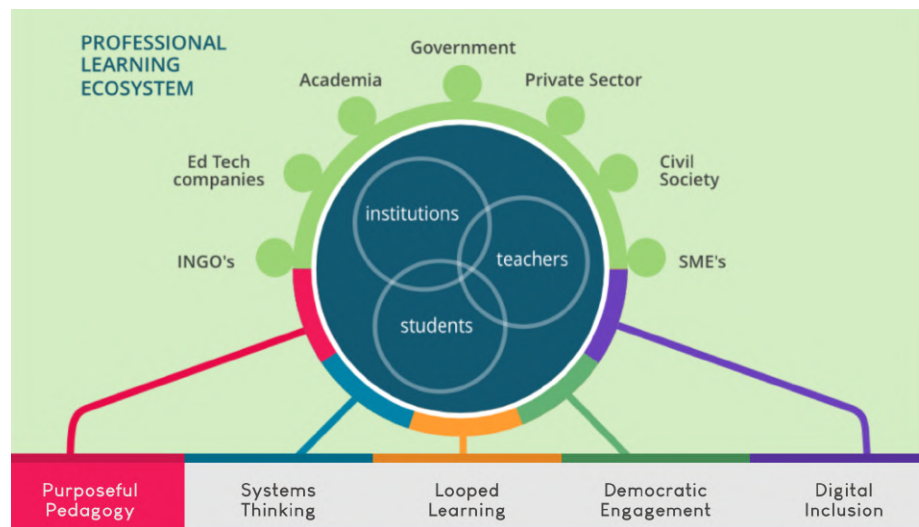 PROFESSIONAL
LEARNING
ECOSYSTEM
Government
Academia
Private Sector
Ed Tech
companies
Civil
Society
INGO's
SME's
institutions
teachers
students
Purposeful
Pedagogy
Systems
Thinking
Looped
Learning
Democratic
Engagement
Digital
Inclusion